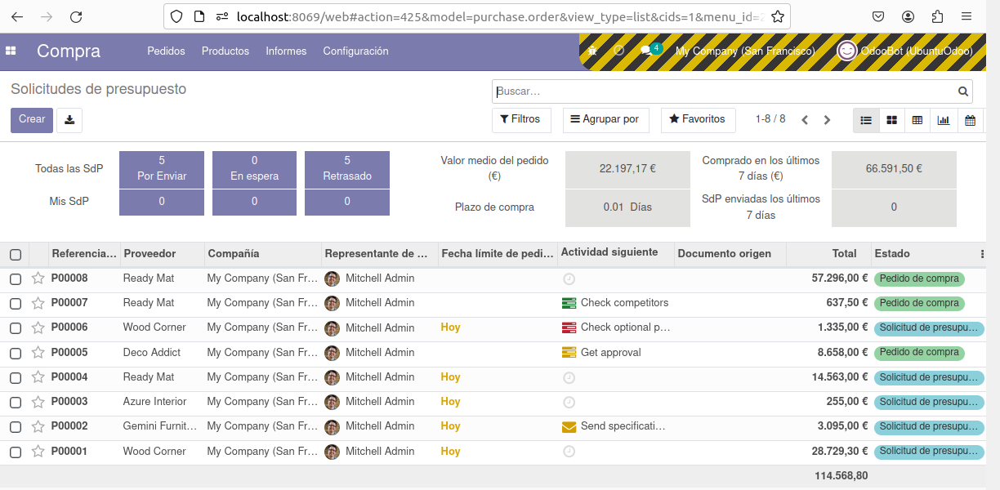 localhost:8069/web#action=425&model=purchase.order&view_type=list&cids=1&menu_id=2
Compra Pedidos Productos Informes Configuración 4 My Company (San Francisco) OdooBot (UbuntuOdoo)
Solicitudes de presupuesto Buscar...
Crear Filtros Agrupar por Favoritos 1-8 / 8
Todas las SdP 5 Por Enviar 0 En espera 5 Retrasado Valor medio del pedido (€) 22.197,17 € Comprado en los últimos 7 días (€) 66.591,50 €
Mis SdP 0 0 0 Plazo de compra 0.01 Días SdP enviadas los últimos 7 días 0
Referencia... Proveedor Compañía Representante de ... Fecha límite de pedi... Actividad siguiente Documento origen Total Estado
P00008 Ready Mat My Company (San Fr... Mitchell Admin 57.296,00 € Pedido de compra
P00007 Ready Mat My Company (San Fr... Mitchell Admin Check competitors 637,50 € Pedido de compra
P00006 Wood Corner My Company (San Fr... Mitchell Admin Hoy Check optional p... 1.335,00 € Solicitud de presupu...
P00005 Deco Addict My Company (San Fr... Mitchell Admin Get approval 8.658,00 € Pedido de compra
P00004 Ready Mat My Company (San Fr... Mitchell Admin Hoy 14.563,00 € Solicitud de presupu...
P00003 Azure Interior My Company (San Fr... Mitchell Admin Hoy 255,00 € Solicitud de presupu...
P00002 Gemini Furnit... My Company (San Fr... Mitchell Admin Hoy Send specificati... 3.095,00 € Solicitud de presupu...
P00001 Wood Corner My Company (San Fr... Mitchell Admin Hoy 28.729,30 € Solicitud de presupu...
114.568,80